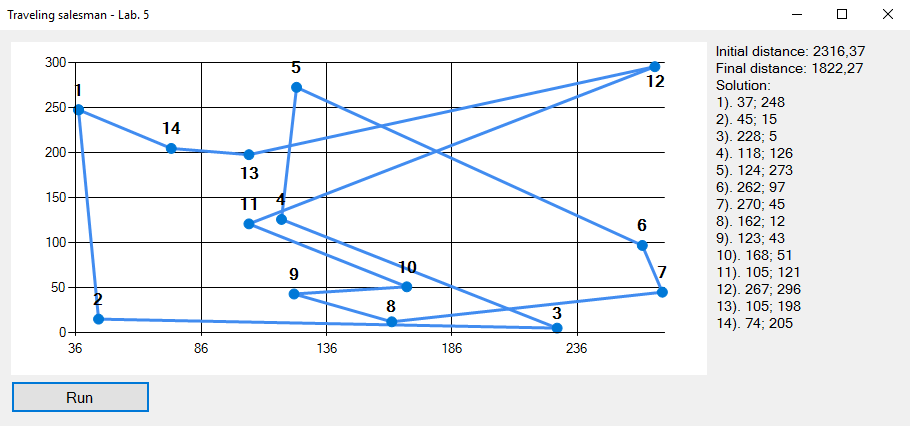 Traveling salesman - Lab. 5
Initial distance: 2316,37
Final distance: 1822,27
Solution:
1). 37; 248
2). 45; 15
3). 228; 5
4). 118; 126
5). 124; 273
6). 262; 97
7). 270; 45
8). 162; 12
9). 123; 43
10). 168; 51
11). 105; 121
12). 267; 296
13). 105; 198
14). 74; 205
300
250
200
150
100
50
0
36 86 136 186 236
1
5
12
14
13
11
4
6
9
10
7
2
8
3
Run